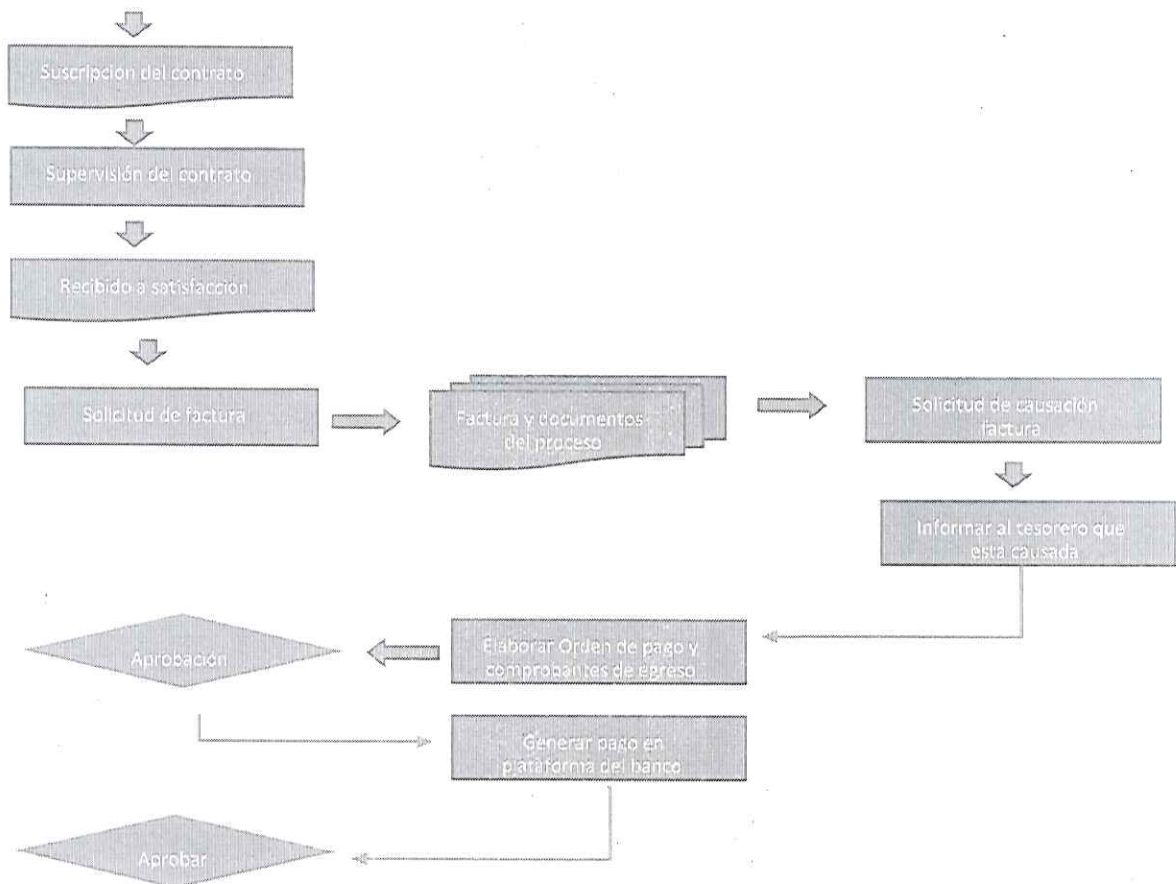 Suscripción del contrato
Supervisión del contrato
Recibido a satisfacción
Solicitud de factura
Factura y documentos
del proceso
Solicitud de causación
factura
Informar al tesorero que
está causada
Elaborar Orden de pago y
comprobantes de egreso
Aprobación
Generar pago en
plataforma del banco
Aprobar